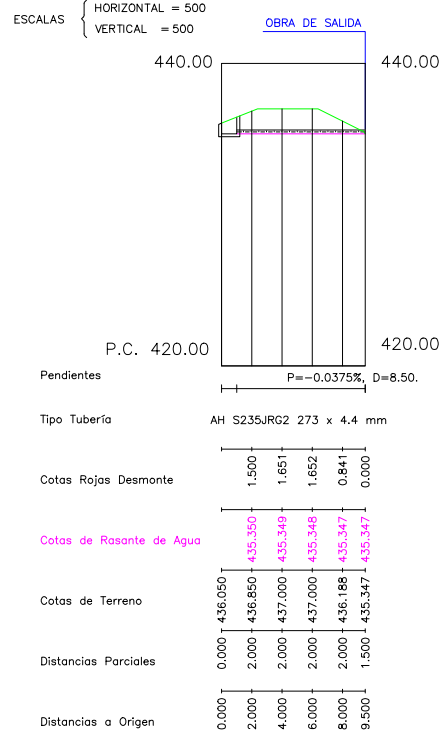 ESCALAS
HORIZONTAL = 500
VERTICAL = 500
OBRA DE SALIDA
440.00
440.00
P.C. 420.00
420.00
Pendientes
P=-0.0375%, D=8.50.
Tipo Tubería
AH S235JRG2 273 x 4.4 mm
Cotas Rojas Desmonte
1.500
1.651
1.652
0.841
0.000
Cotas de Rasante de Agua
435.350
435.349
435.348
435.347
435.347
Cotas de Terreno
436.050
436.850
437.000
437.000
436.188
435.347
Distancias Parciales
0.000
2.000
2.000
2.000
2.000
1.500
Distancias a Origen
0.000
2.000
4.000
6.000
8.000
9.500